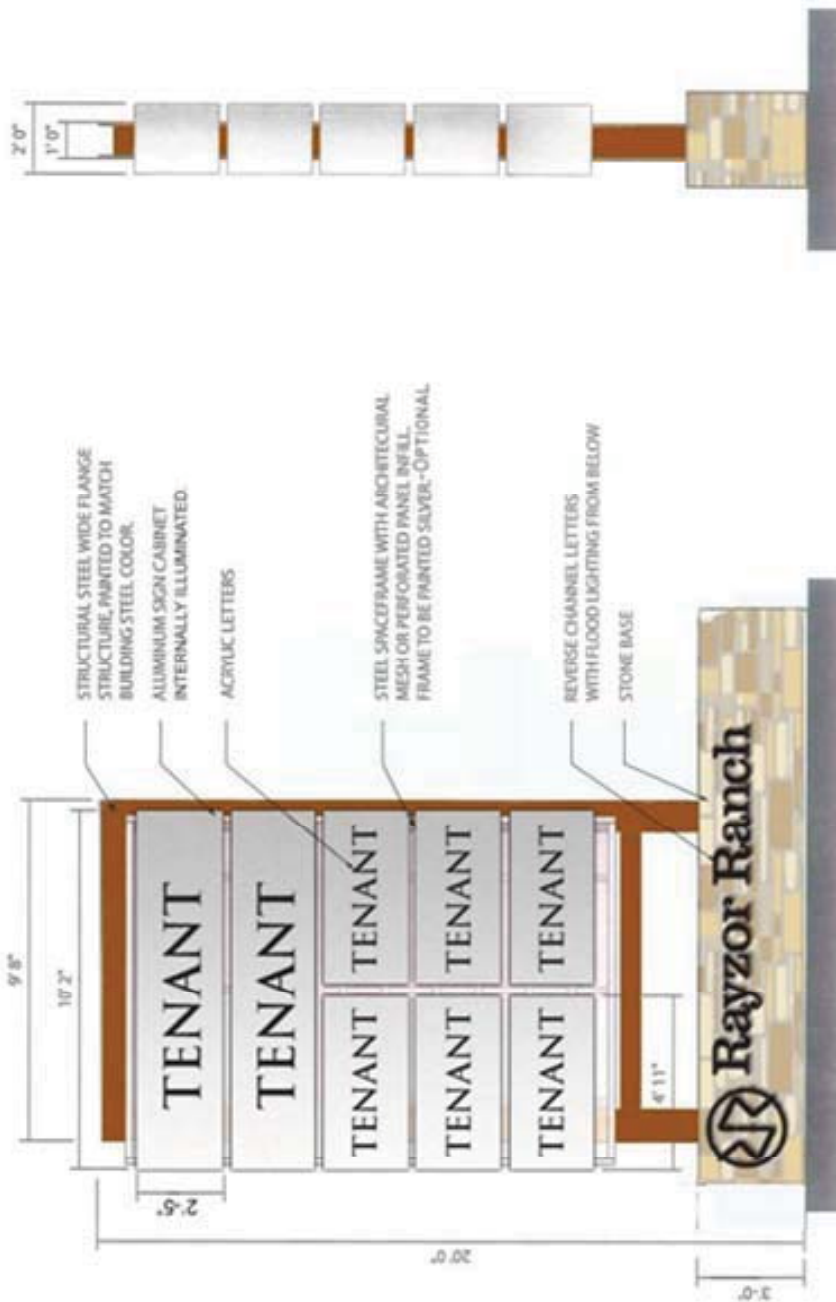 2' 0"
1' 0"
9' 8"
10' 2"
STRUCTURAL STEEL WIDE FLANGE
STRUCTURE, PAINTED TO MATCH
BUILDING STEEL COLOR.
ALUMINUM SIGN CABINET
INTERNALLY ILLUMINATED.
ACRYLIC LETTERS
STEEL SPACEFRAME WITH ARCHITECTURAL
MESH OR PERFORATED PANEL INFILL.
FRAME TO BE PAINTED SILVER.-OPTIONAL
REVERSE CHANNEL LETTERS
WITH FLOOD LIGHTING FROM BELOW
STONE BASE
TENANT
TENANT
TENANT TENANT
TENANT TENANT
TENANT TENANT
2'-5"
20' 0"
4' 11"
3'-0"
Rayzor Ranch